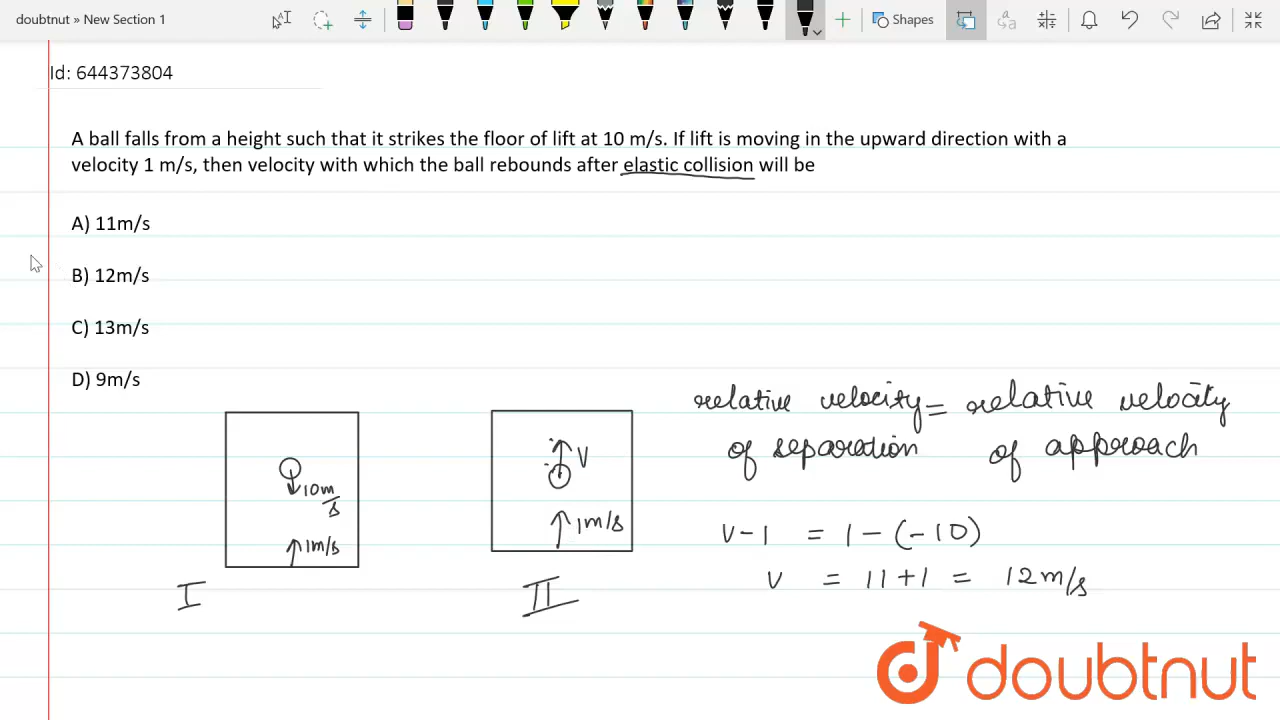 doubtnut » New Section 1
Shapes
Id: 644373804
A ball falls from a height such that it strikes the floor of lift at 10 m/s. If lift is moving in the upward direction with a
velocity 1 m/s, then velocity with which the ball rebounds after elastic collision will be
A) 11m/s
B) 12m/s
C) 13m/s
D) 9m/s
10m/s
1m/s
I
V
1m/s
II
relative velocity = relative velocity
of separation of approach
V-1 = 1-(-10)
V = 11+1 = 12m/s
doubtnut